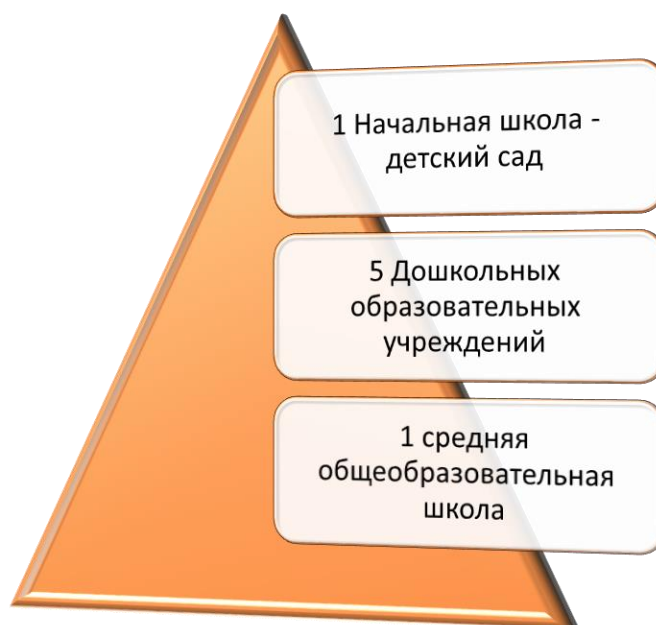 1 Начальная школа -
детский сад
5 Дошкольных
образовательных
учреждений
1 средняя
общеобразовательная
школа